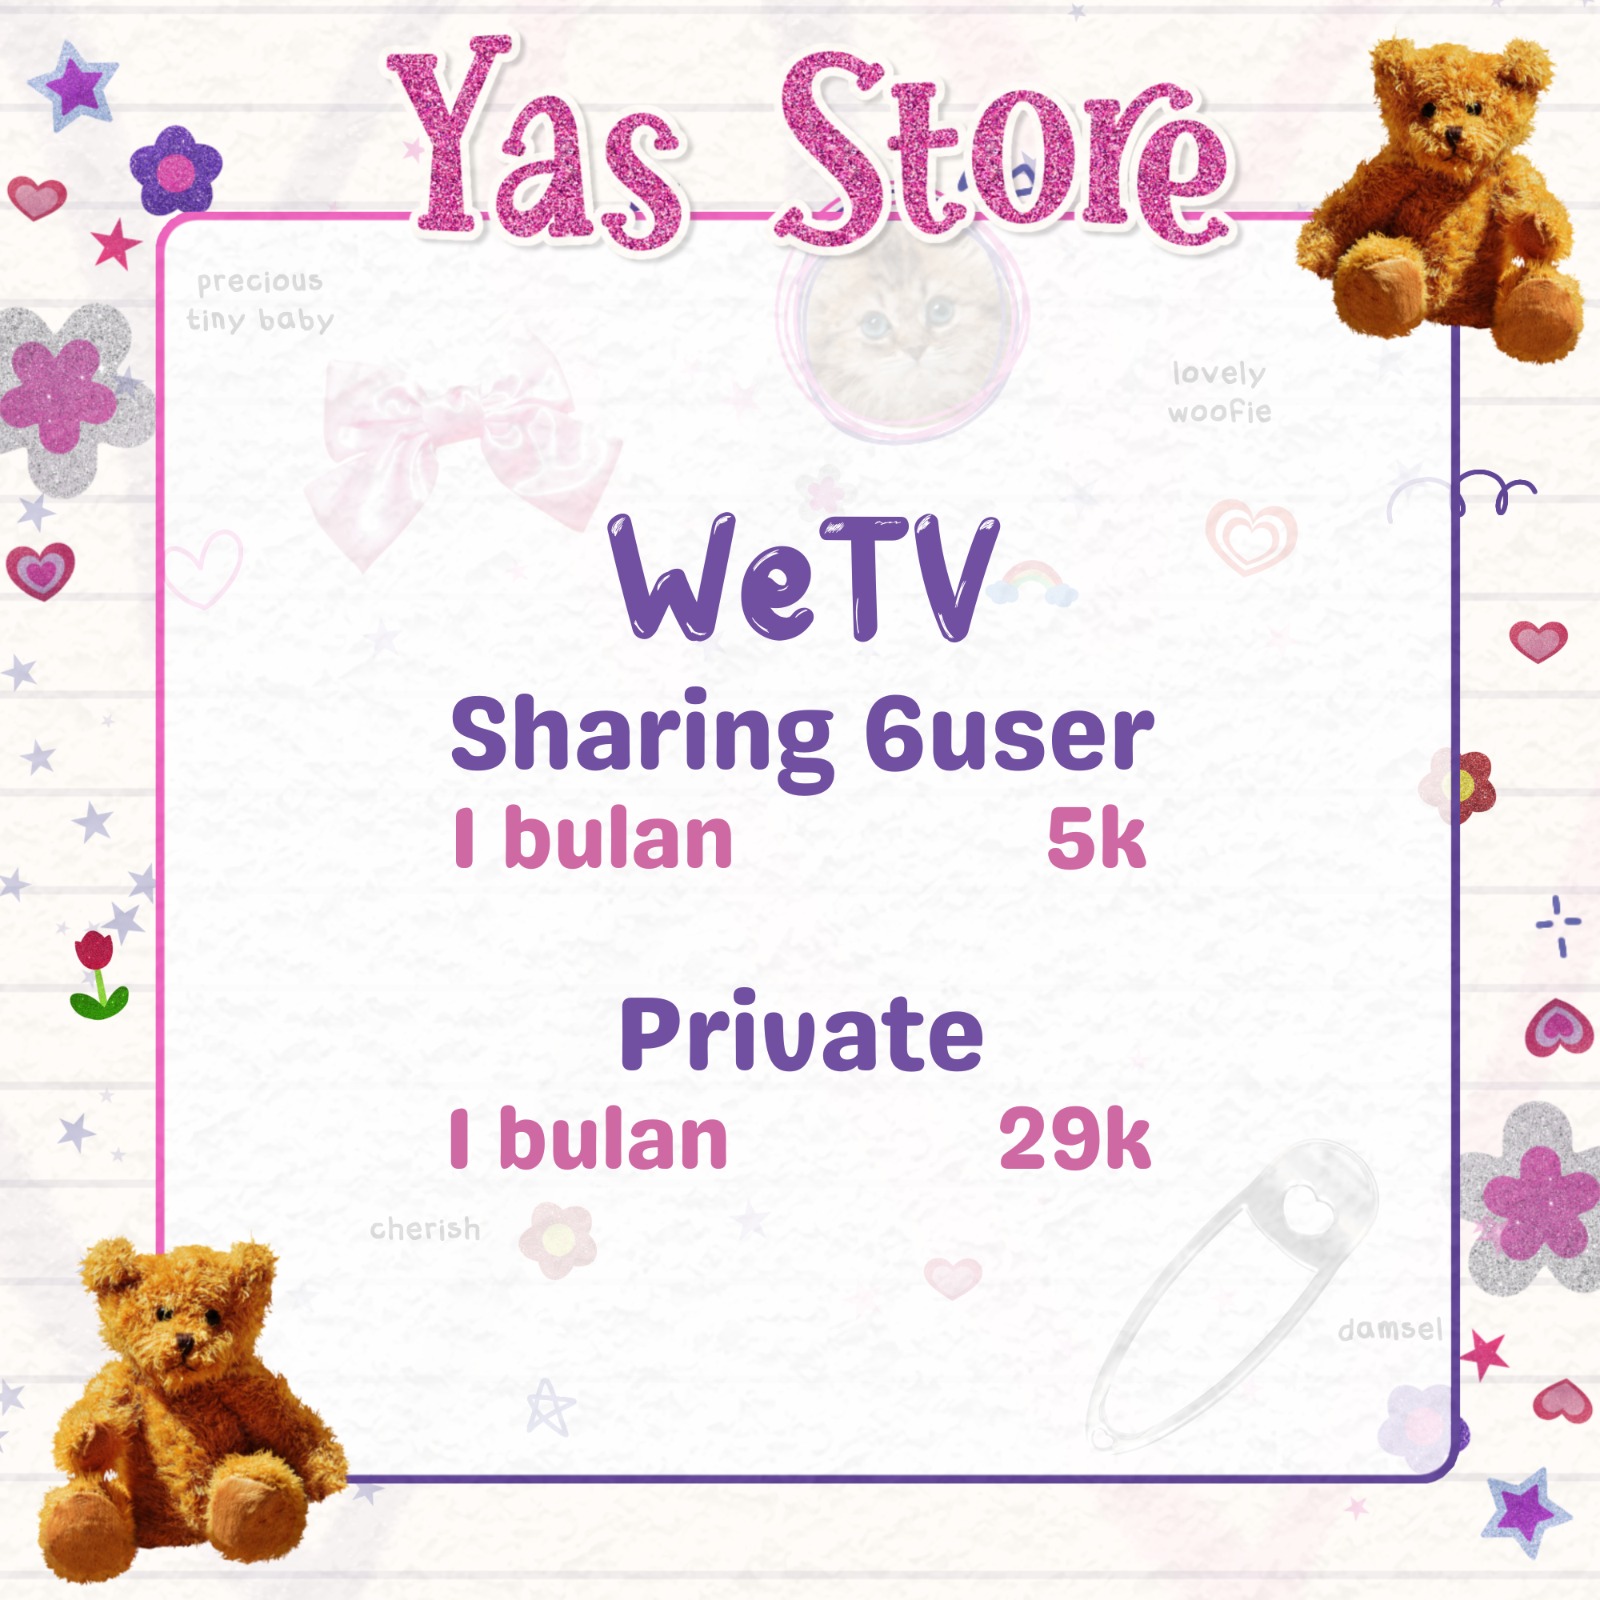 Yas Store
precious
tiny baby
lovely
woofie
WeTV
Sharing 6user
1 bulan 5k
Private
1 bulan 29k
cherish
damsel